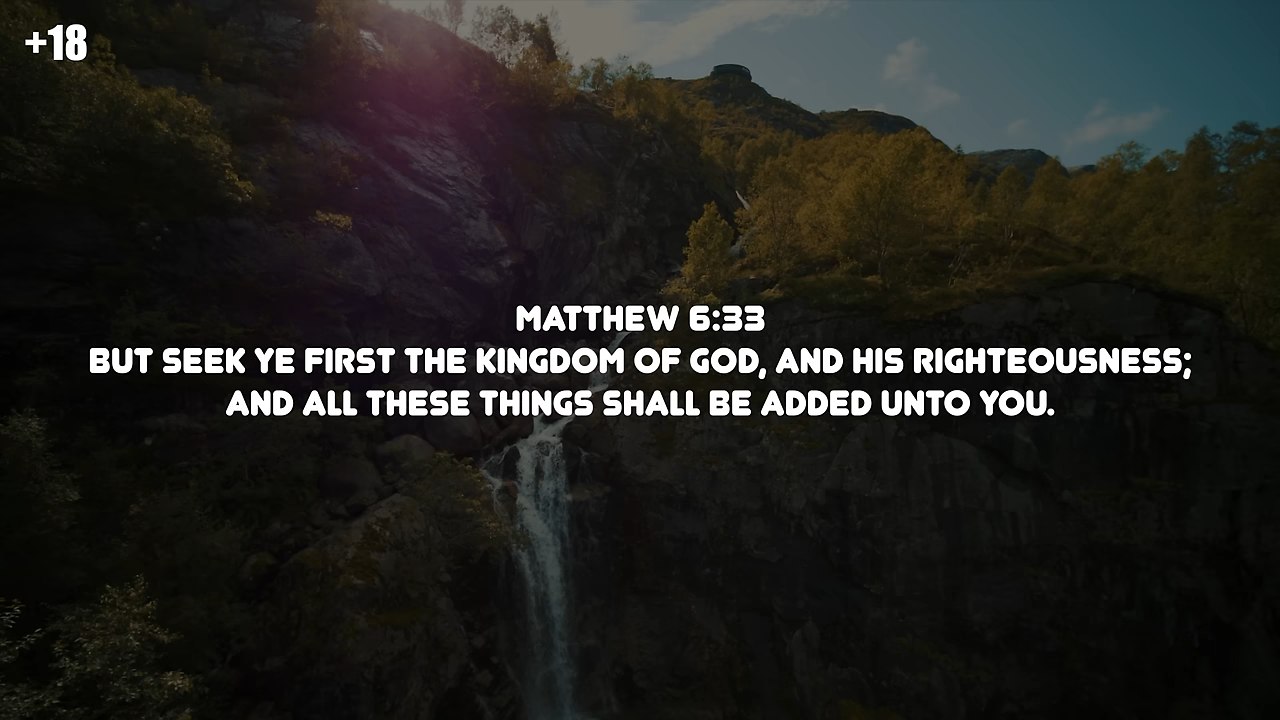 +18
MATTHEW 6:33
BUT SEEK YE FIRST THE KINGDOM OF GOD, AND HIS RIGHTEOUSNESS;
AND ALL THESE THINGS SHALL BE ADDED UNTO YOU.